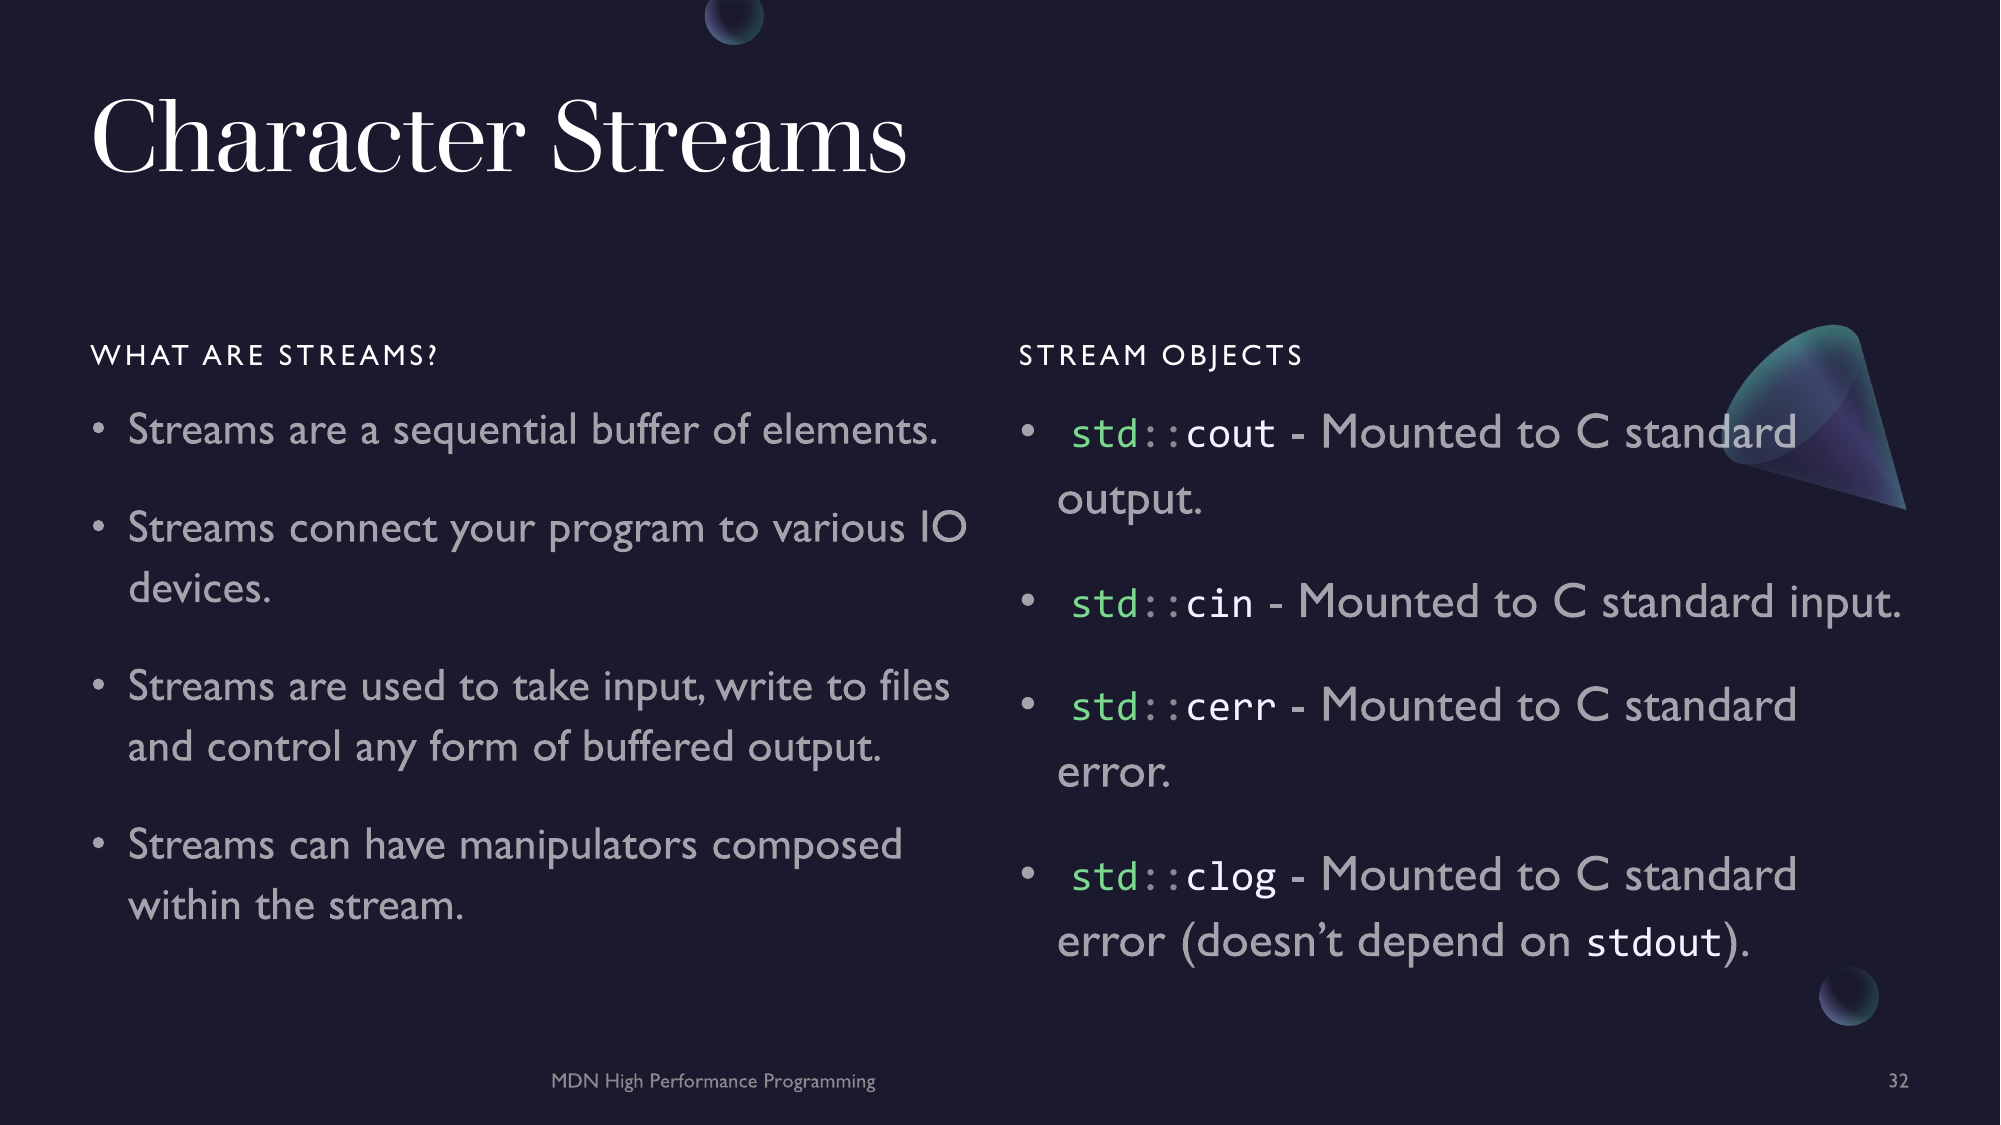 Character Streams
WHAT ARE STREAMS?
• Streams are a sequential buffer of elements.
• Streams connect your program to various IO
devices.
• Streams are used to take input, write to files
and control any form of buffered output.
• Streams can have manipulators composed
within the stream.
STREAM OBJECTS
• std::cout - Mounted to C standard
output.
• std::cin - Mounted to C standard input.
• std::cerr - Mounted to C standard
error.
• std::clog - Mounted to C standard
error (doesn’t depend on stdout).
MDN High Performance Programming
32